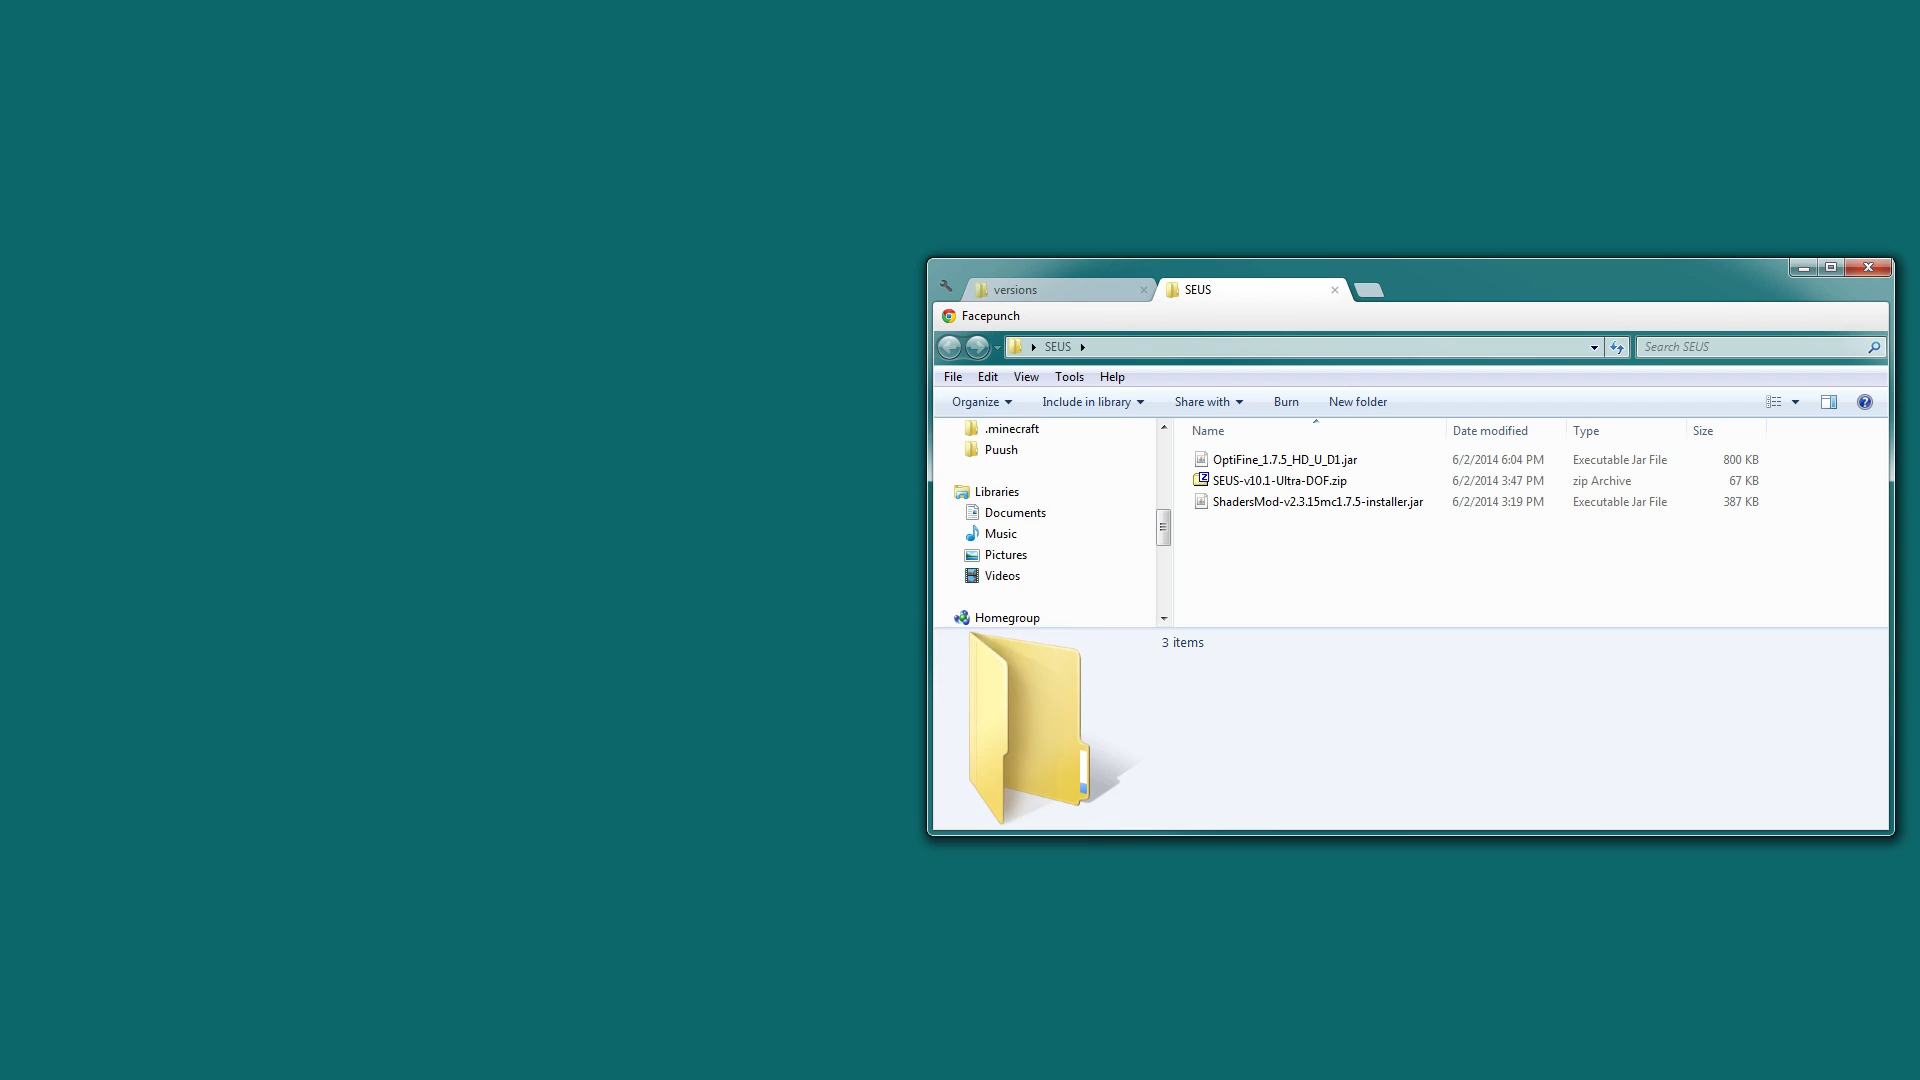 versions
SEUS
Facepunch
SEUS
Search SEUS
File Edit View Tools Help
Organize Include in library Share with Burn New folder
.minecraft
Puush
Libraries
Documents
Music
Pictures
Videos
Homegroup
Name Date modified Type Size
OptiFine_1.7.5_HD_U_D1.jar 6/2/2014 6:04 PM Executable Jar File 800 KB
SEUS-v10.1-Ultra-DOF.zip 6/2/2014 3:47 PM zip Archive 67 KB
ShadersMod-v2.3.15mc1.7.5-installer.jar 6/2/2014 3:19 PM Executable Jar File 387 KB
3 items